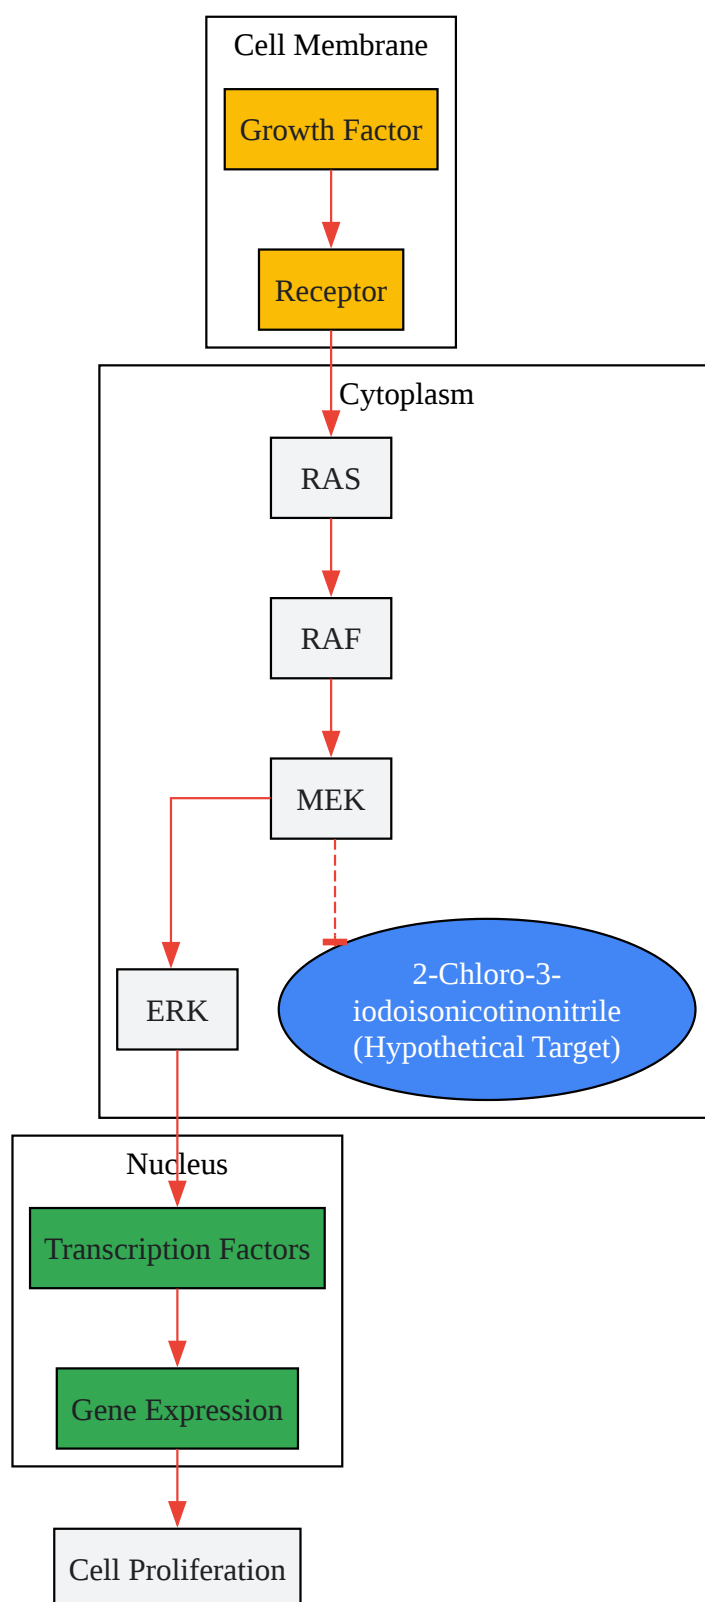 Cell Membrane
Growth Factor
Receptor
Cytoplasm
RAS
RAF
MEK
ERK
2-Chloro-3-
iodoisonicotinonitrile
(Hypothetical Target)
Nucleus
Transcription Factors
Gene Expression
Cell Proliferation